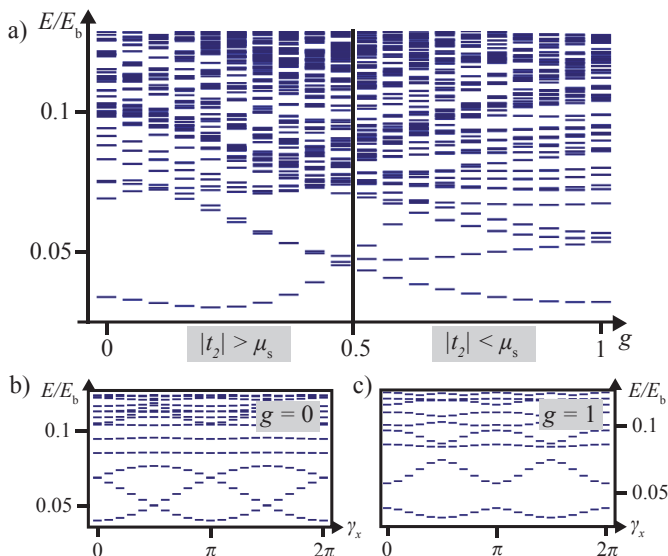 a) E/E_b
0.1
0.05
0 |t_2| > μ_s 0.5 |t_2| < μ_s 1 g
b) E/E_b
g = 0
0.1
0.05
0 π 2π γ_x
c) E/E_b
g = 1
0.1
0.05
0 π 2π γ_x